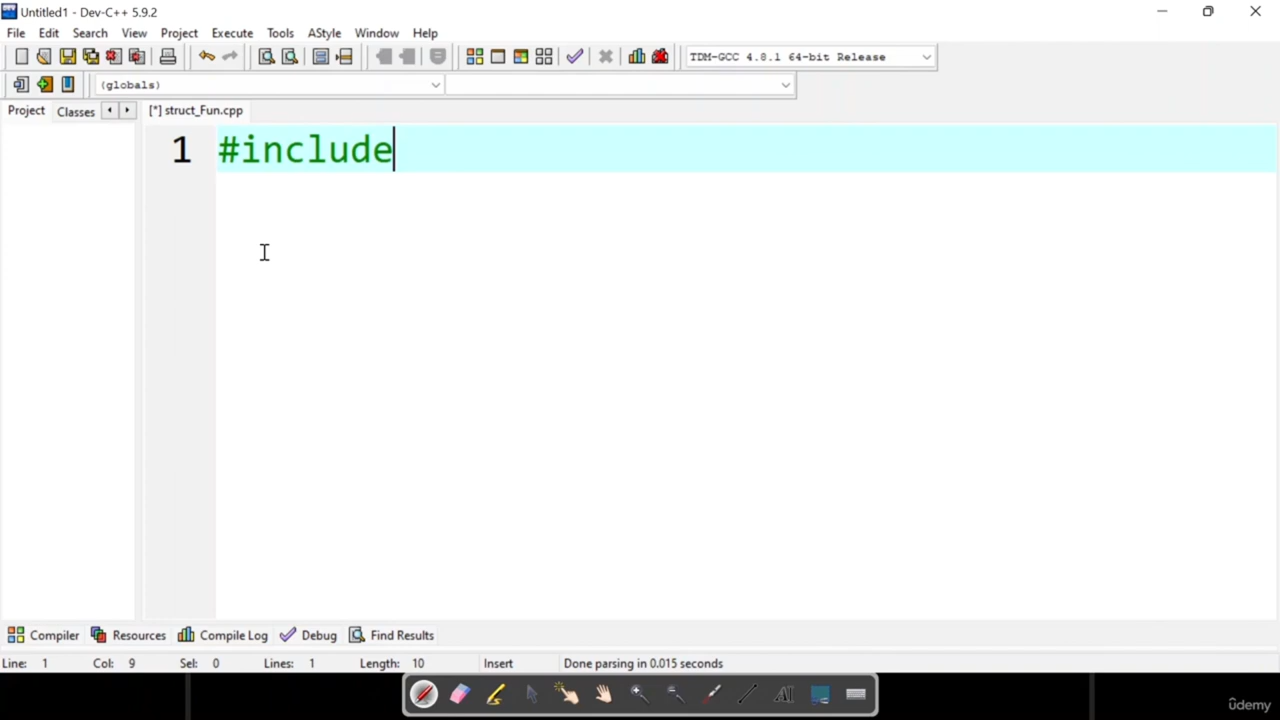 Untitled1 - Dev-C++ 5.9.2
File Edit Search View Project Execute Tools AStyle Window Help
TDM-GCC 4.8.1 64-bit Release
(globals)
Project Classes [*] struct_Fun.cpp
1 #include
Compiler Resources Compile Log Debug Find Results
Line: 1 Col: 9 Sel: 0 Lines: 1 Length: 10 Insert Done parsing in 0.015 seconds
AI
ûdemy